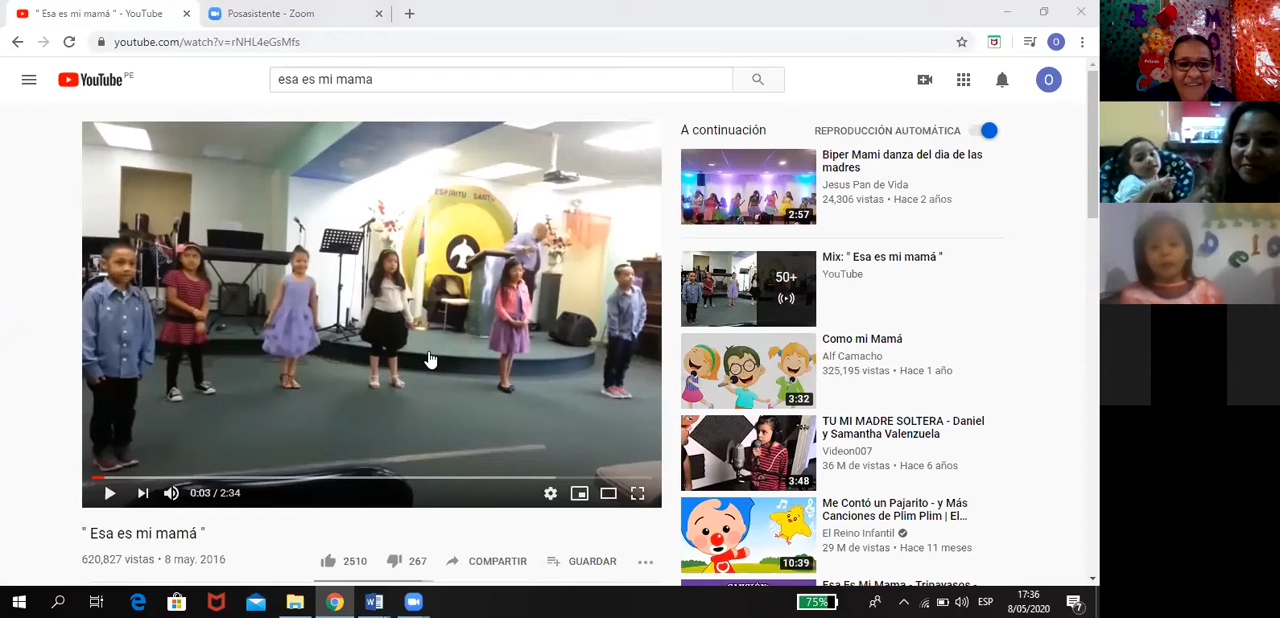 " Esa es mi mamá " - YouTube
Posasistente - Zoom
youtube.com/watch?v=rNHL4eGsMfs
O
YouTube PE
esa es mi mama
O
ESPIRITU SANTO
A continuación
REPRODUCCIÓN AUTOMÁTICA
Biper Mami danza del dia de las
madres
Jesus Pan de Vida
24,306 vistas • Hace 2 años
2:57
Mix: " Esa es mi mamá "
YouTube
50+
Como mi Mamá
Alf Camacho
325,195 vistas • Hace 1 año
3:32
TU MI MADRE SOLTERA - Daniel
y Samantha Valenzuela
Videon007
36 M de vistas • Hace 6 años
3:48
Me Contó un Pajarito - y Más
Canciones de Plim Plim | El...
El Reino Infantil
29 M de vistas • Hace 11 meses
10:39
Esa Es Mi Mama - Tripayasos -
0:03 / 2:34
" Esa es mi mamá "
620,827 vistas • 8 may. 2016
2510
267
COMPARTIR
GUARDAR
75%
ESP
17:36
8/05/2020
7